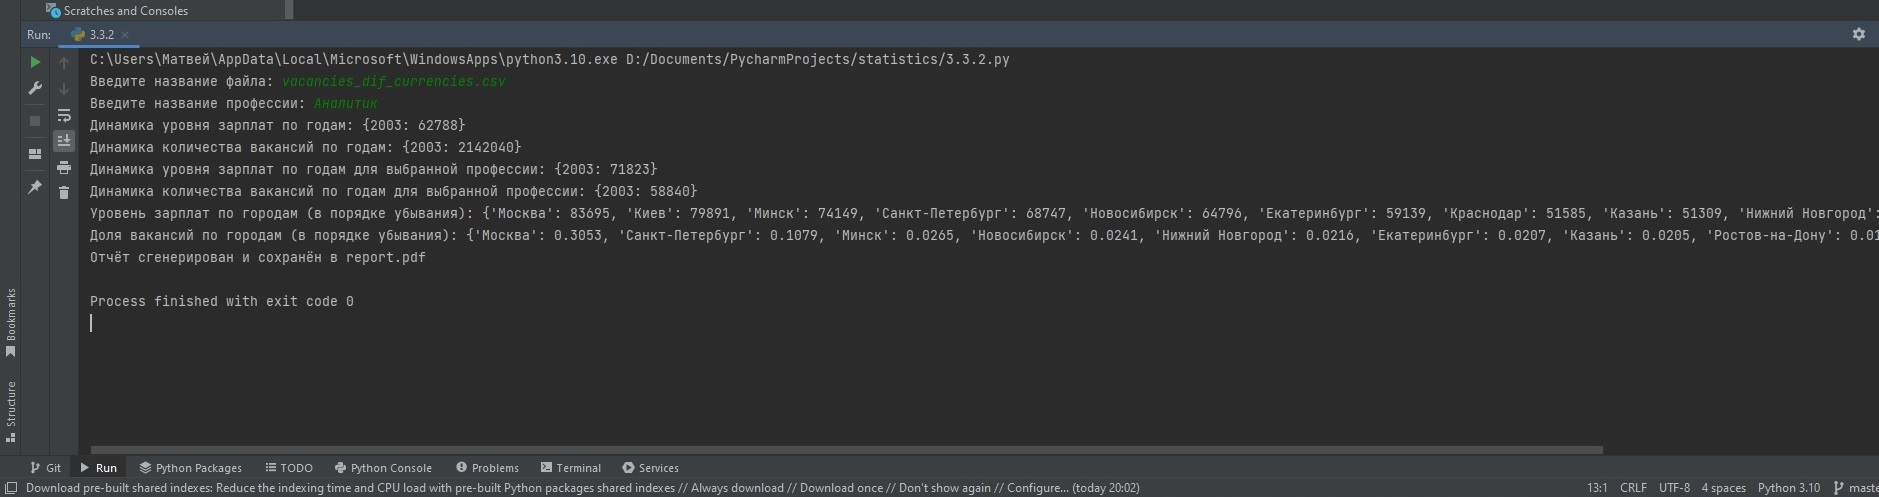 Scratches and Consoles
Run: 3.3.2
C:\Users\Матвей\AppData\Local\Microsoft\WindowsApps\python3.10.exe D:/Documents/PycharmProjects/statistics/3.3.2.py
Введите название файла: vacancies_dif_currencies.csv
Введите название профессии: Аналитик
Динамика уровня зарплат по годам: {2003: 62788}
Динамика количества вакансий по годам: {2003: 2142040}
Динамика уровня зарплат по годам для выбранной профессии: {2003: 71823}
Динамика количества вакансий по годам для выбранной профессии: {2003: 58840}
Уровень зарплат по городам (в порядке убывания): {'Москва': 83695, 'Киев': 79891, 'Минск': 74149, 'Санкт-Петербург': 68747, 'Новосибирск': 64796, 'Екатеринбург': 59139, 'Краснодар': 51585, 'Казань': 51309, 'Нижний Новгород':
Доля вакансий по городам (в порядке убывания): {'Москва': 0.3053, 'Санкт-Петербург': 0.1079, 'Минск': 0.0265, 'Новосибирск': 0.0241, 'Нижний Новгород': 0.0216, 'Екатеринбург': 0.0207, 'Казань': 0.0205, 'Ростов-на-Дону': 0.01
Отчёт сгенерирован и сохранён в report.pdf
Process finished with exit code 0
Bookmarks
Structure
Git Run Python Packages TODO Python Console Problems Terminal Services
Download pre-built shared indexes: Reduce the indexing time and CPU load with pre-built Python packages shared indexes // Always download // Download once // Don't show again // Configure... (today 20:02) 13:1 CRLF UTF-8 4 spaces Python 3.10 maste